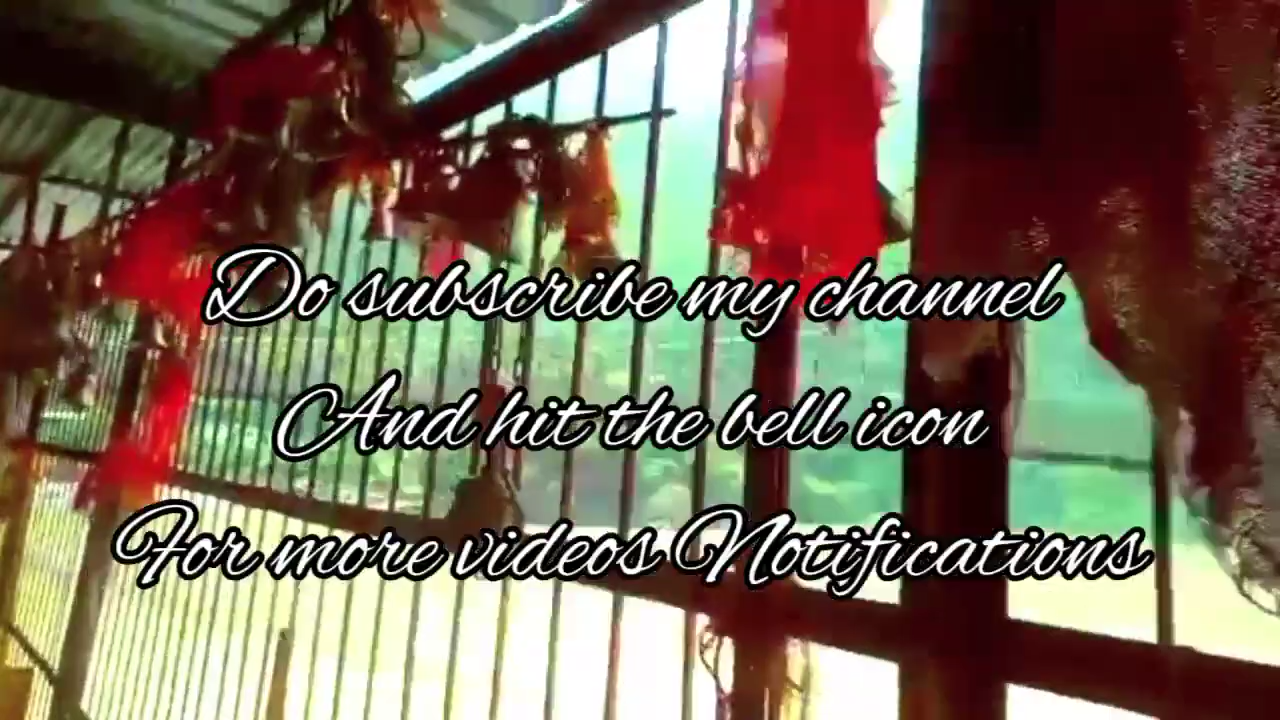 Do subscribe my channel
And hit the bell icon
For more videos Notifications